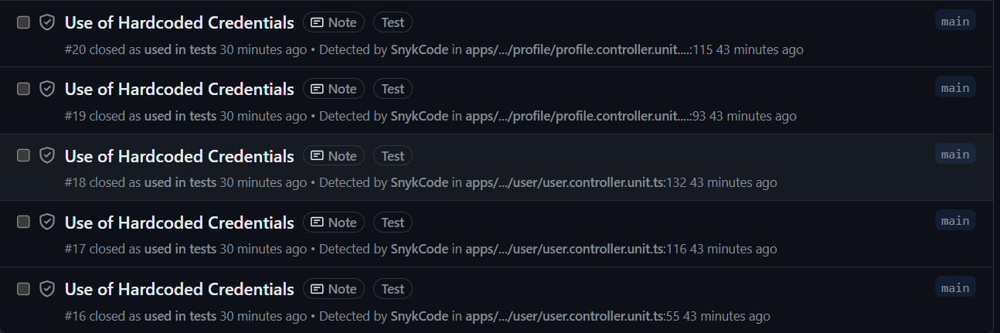 Use of Hardcoded Credentials Note Test main
#20 closed as used in tests 30 minutes ago • Detected by SnykCode in apps/.../profile/profile.controller.unit....:115 43 minutes ago
Use of Hardcoded Credentials Note Test main
#19 closed as used in tests 30 minutes ago • Detected by SnykCode in apps/.../profile/profile.controller.unit....:93 43 minutes ago
Use of Hardcoded Credentials Note Test main
#18 closed as used in tests 30 minutes ago • Detected by SnykCode in apps/.../user/user.controller.unit.ts:132 43 minutes ago
Use of Hardcoded Credentials Note Test main
#17 closed as used in tests 30 minutes ago • Detected by SnykCode in apps/.../user/user.controller.unit.ts:116 43 minutes ago
Use of Hardcoded Credentials Note Test main
#16 closed as used in tests 30 minutes ago • Detected by SnykCode in apps/.../user/user.controller.unit.ts:55 43 minutes ago